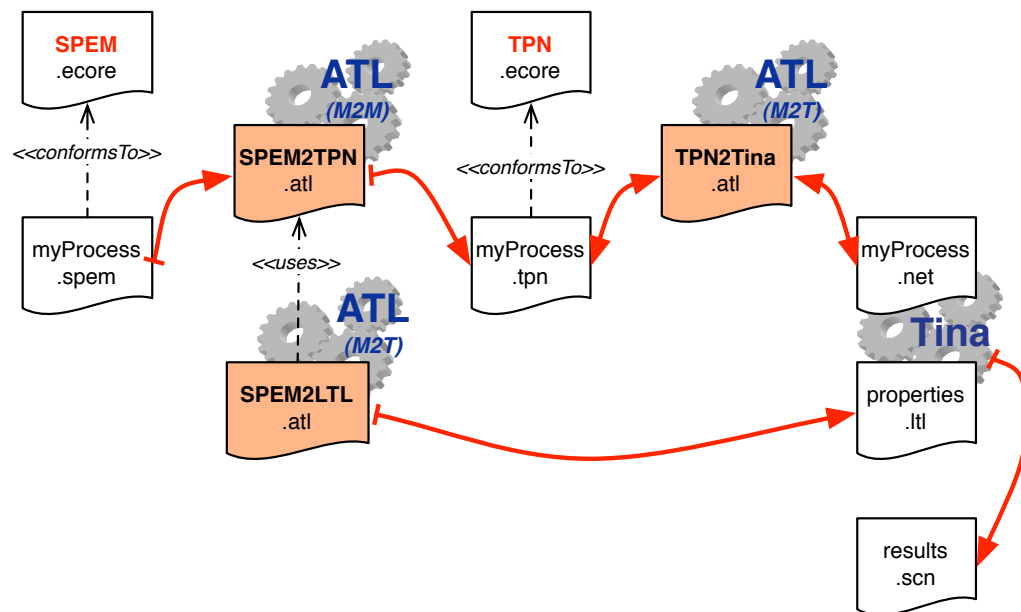 SPEM
.ecore
TPN
.ecore
ATL
(M2M)
ATL
(M2T)
<<conformsTo>>
SPEM2TPN
.atl
<<conformsTo>>
TPN2Tina
.atl
myProcess
.spem
<<uses>>
myProcess
.tpn
myProcess
.net
ATL
(M2T)
Tina
SPEM2LTL
.atl
properties
.ltl
results
.scn